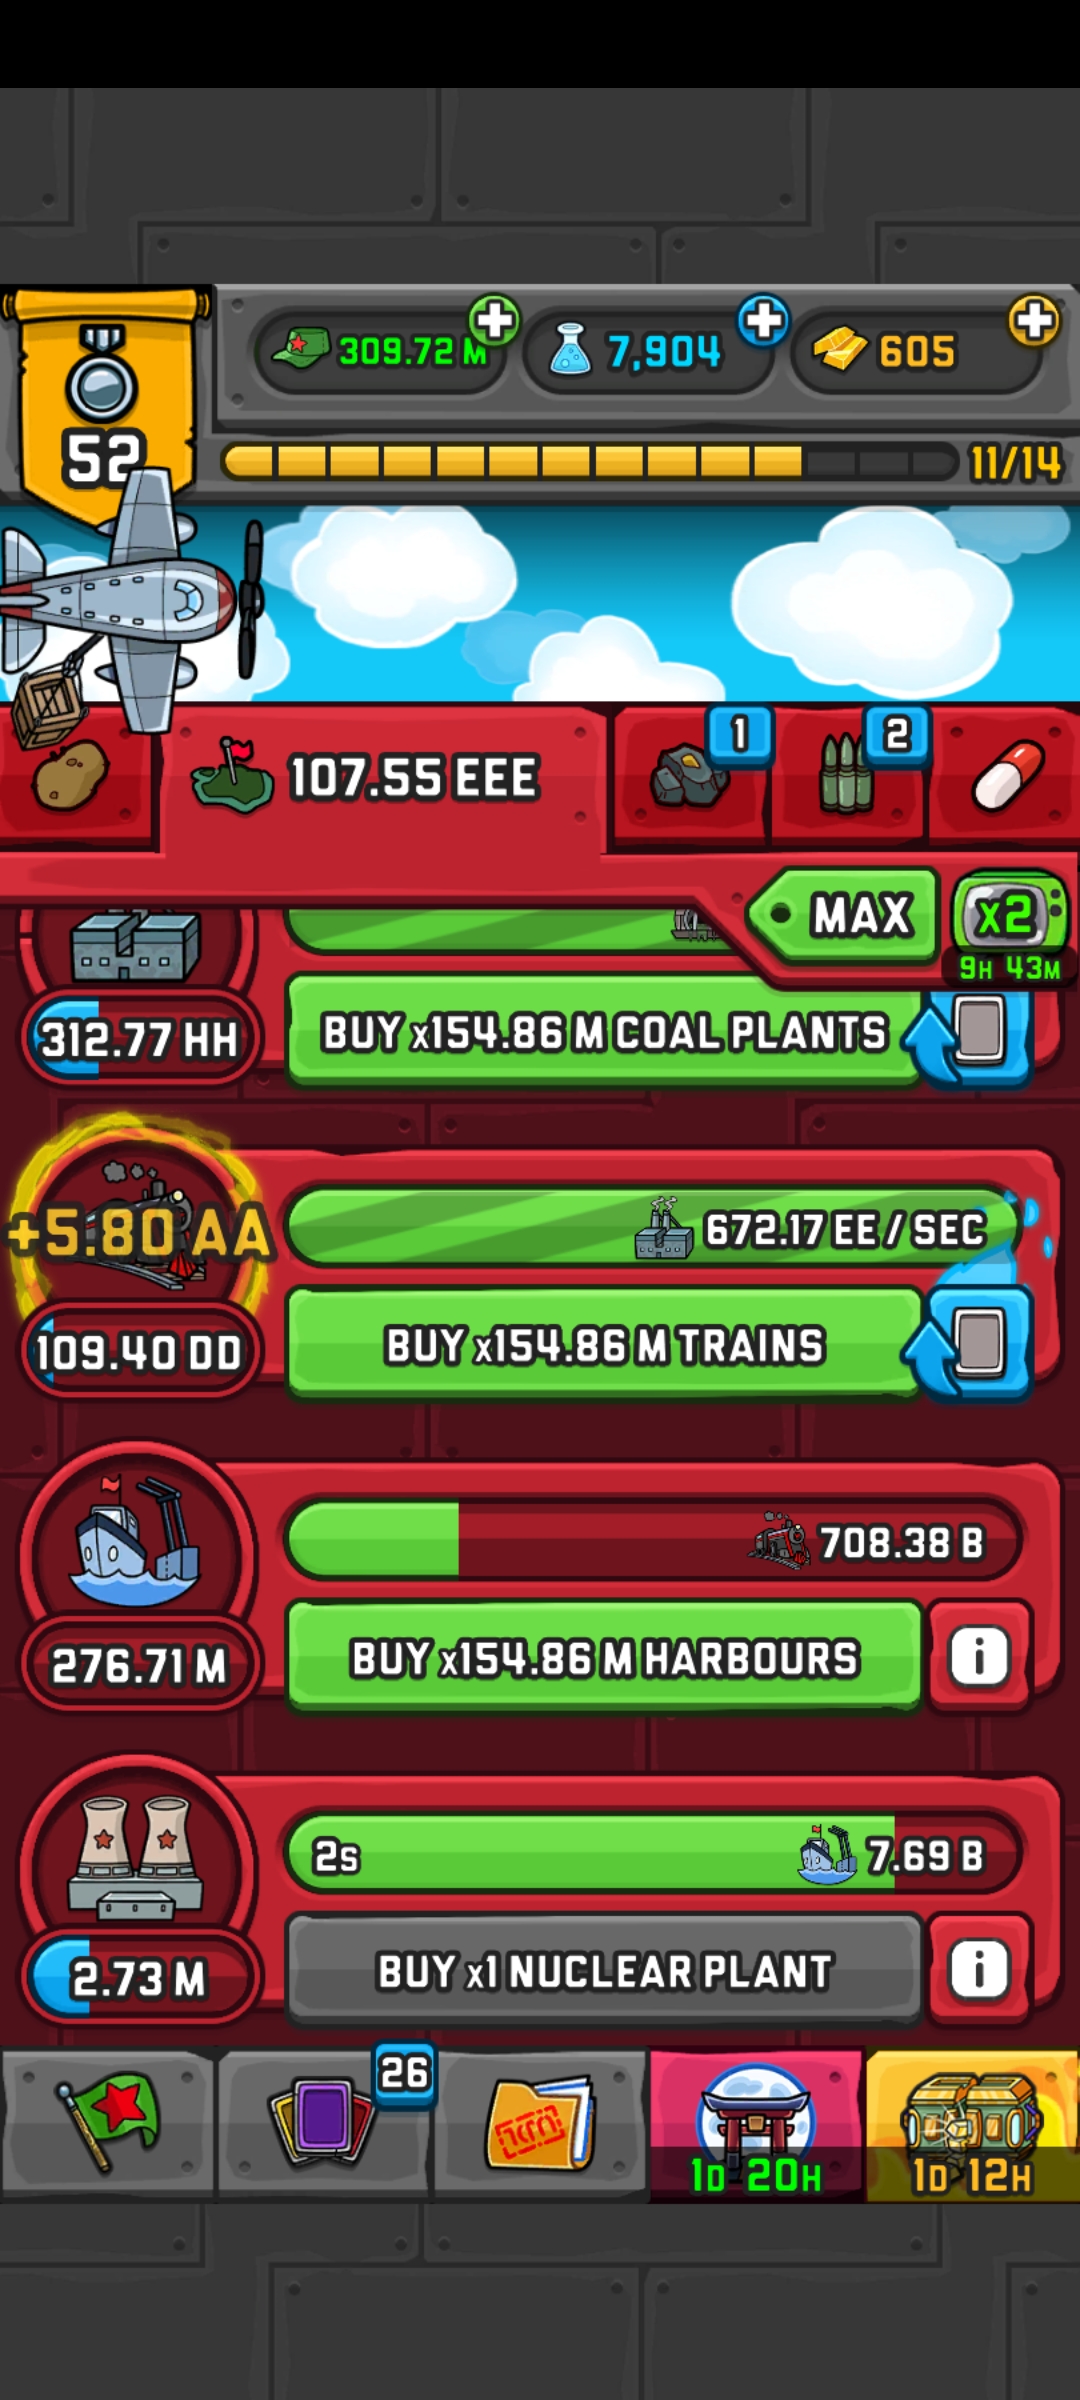 309.72 M
7,904
605
52
11/14
107.55 EEE
1
2
MAX
x2
9H 43M
312.77 HH
BUY x154.86 M COAL PLANTS
+5.80 AA
672.17 EE / SEC
109.40 DD
BUY x154.86 M TRAINS
708.38 B
276.71 M
BUY x154.86 M HARBOURS
i
2s
7.69 B
2.73 M
BUY x1 NUCLEAR PLANT
i
26
1D 20H
1D 12H